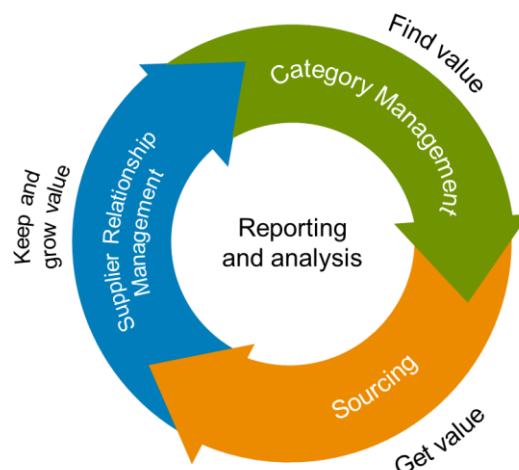 Find value
Category Management
Keep and
grow value
Supplier Relationship
Management
Reporting
and analysis
Sourcing
Get value